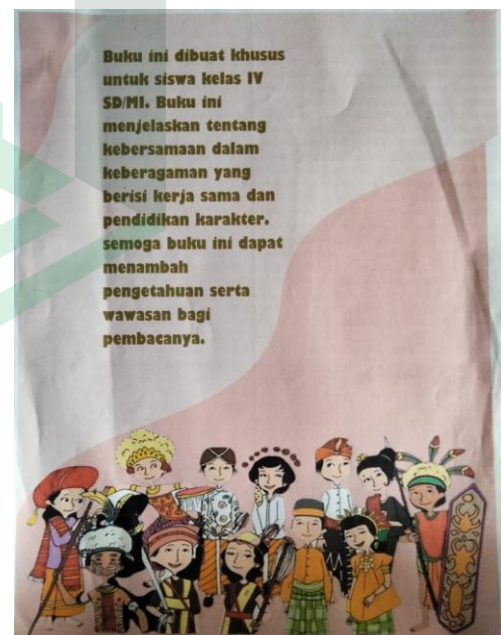 Buku ini dibuat khusus
untuk siswa kelas IV
SD/MI. Buku ini
menjelaskan tentang
kebersamaan dalam
keberagaman yang
berisi kerja sama dan
pendidikan karakter.
semoga buku ini dapat
menambah
pengetahuan serta
wawasan bagi
pembacanya.